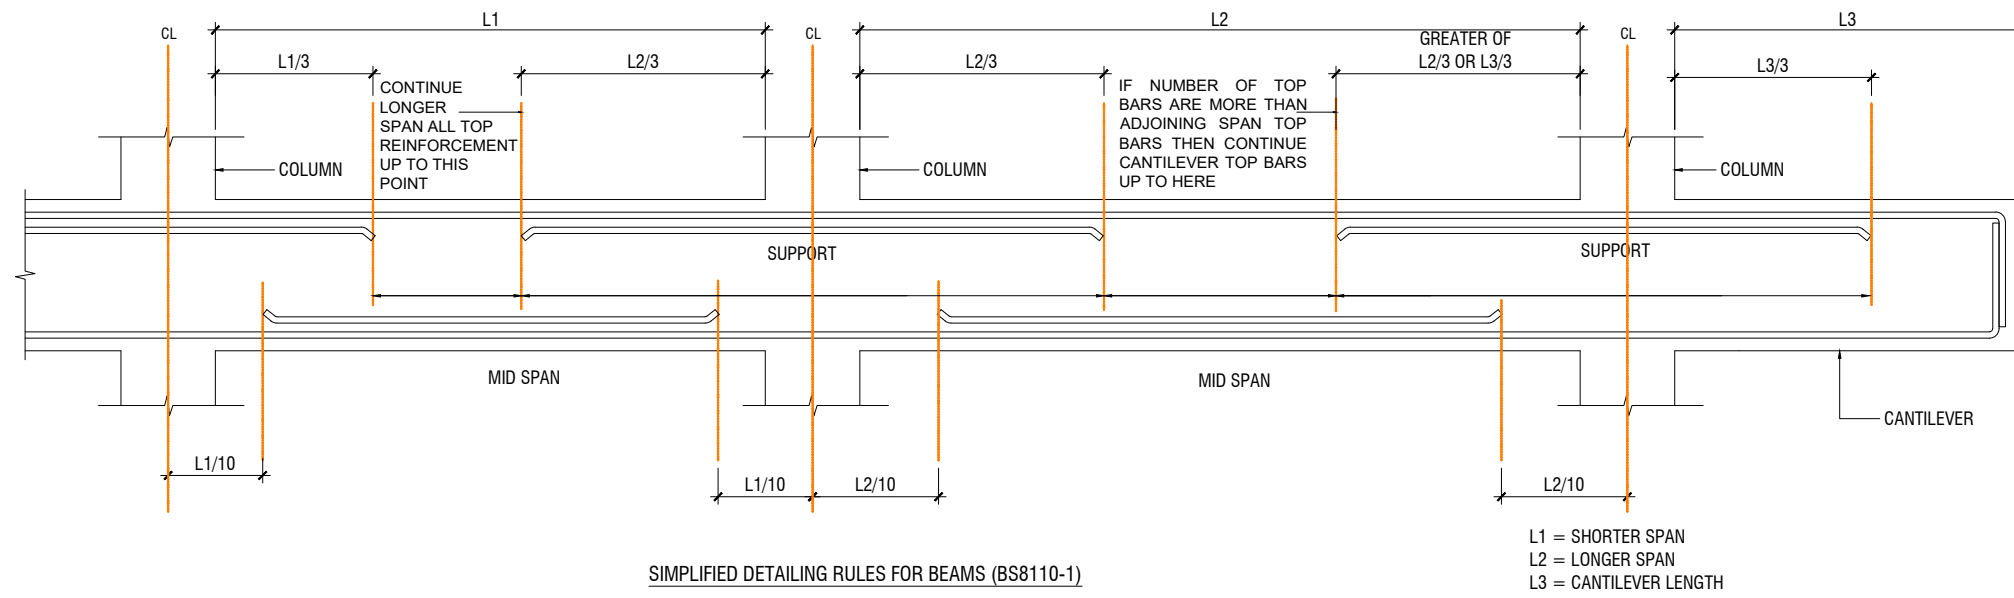 L1
L2
L3
CL
CL
CL
L1/3
L2/3
L2/3
GREATER OF
L2/3 OR L3/3
L3/3
CONTINUE
LONGER
SPAN ALL TOP
REINFORCEMENT
UP TO THIS
POINT
IF NUMBER OF TOP
BARS ARE MORE THAN
ADJOINING SPAN TOP
BARS THEN CONTINUE
CANTILEVER TOP BARS
UP TO HERE
COLUMN
COLUMN
COLUMN
SUPPORT
SUPPORT
MID SPAN
MID SPAN
CANTILEVER
L1/10
L1/10
L2/10
L2/10
L1 = SHORTER SPAN
L2 = LONGER SPAN
L3 = CANTILEVER LENGTH
SIMPLIFIED DETAILING RULES FOR BEAMS (BS8110-1)